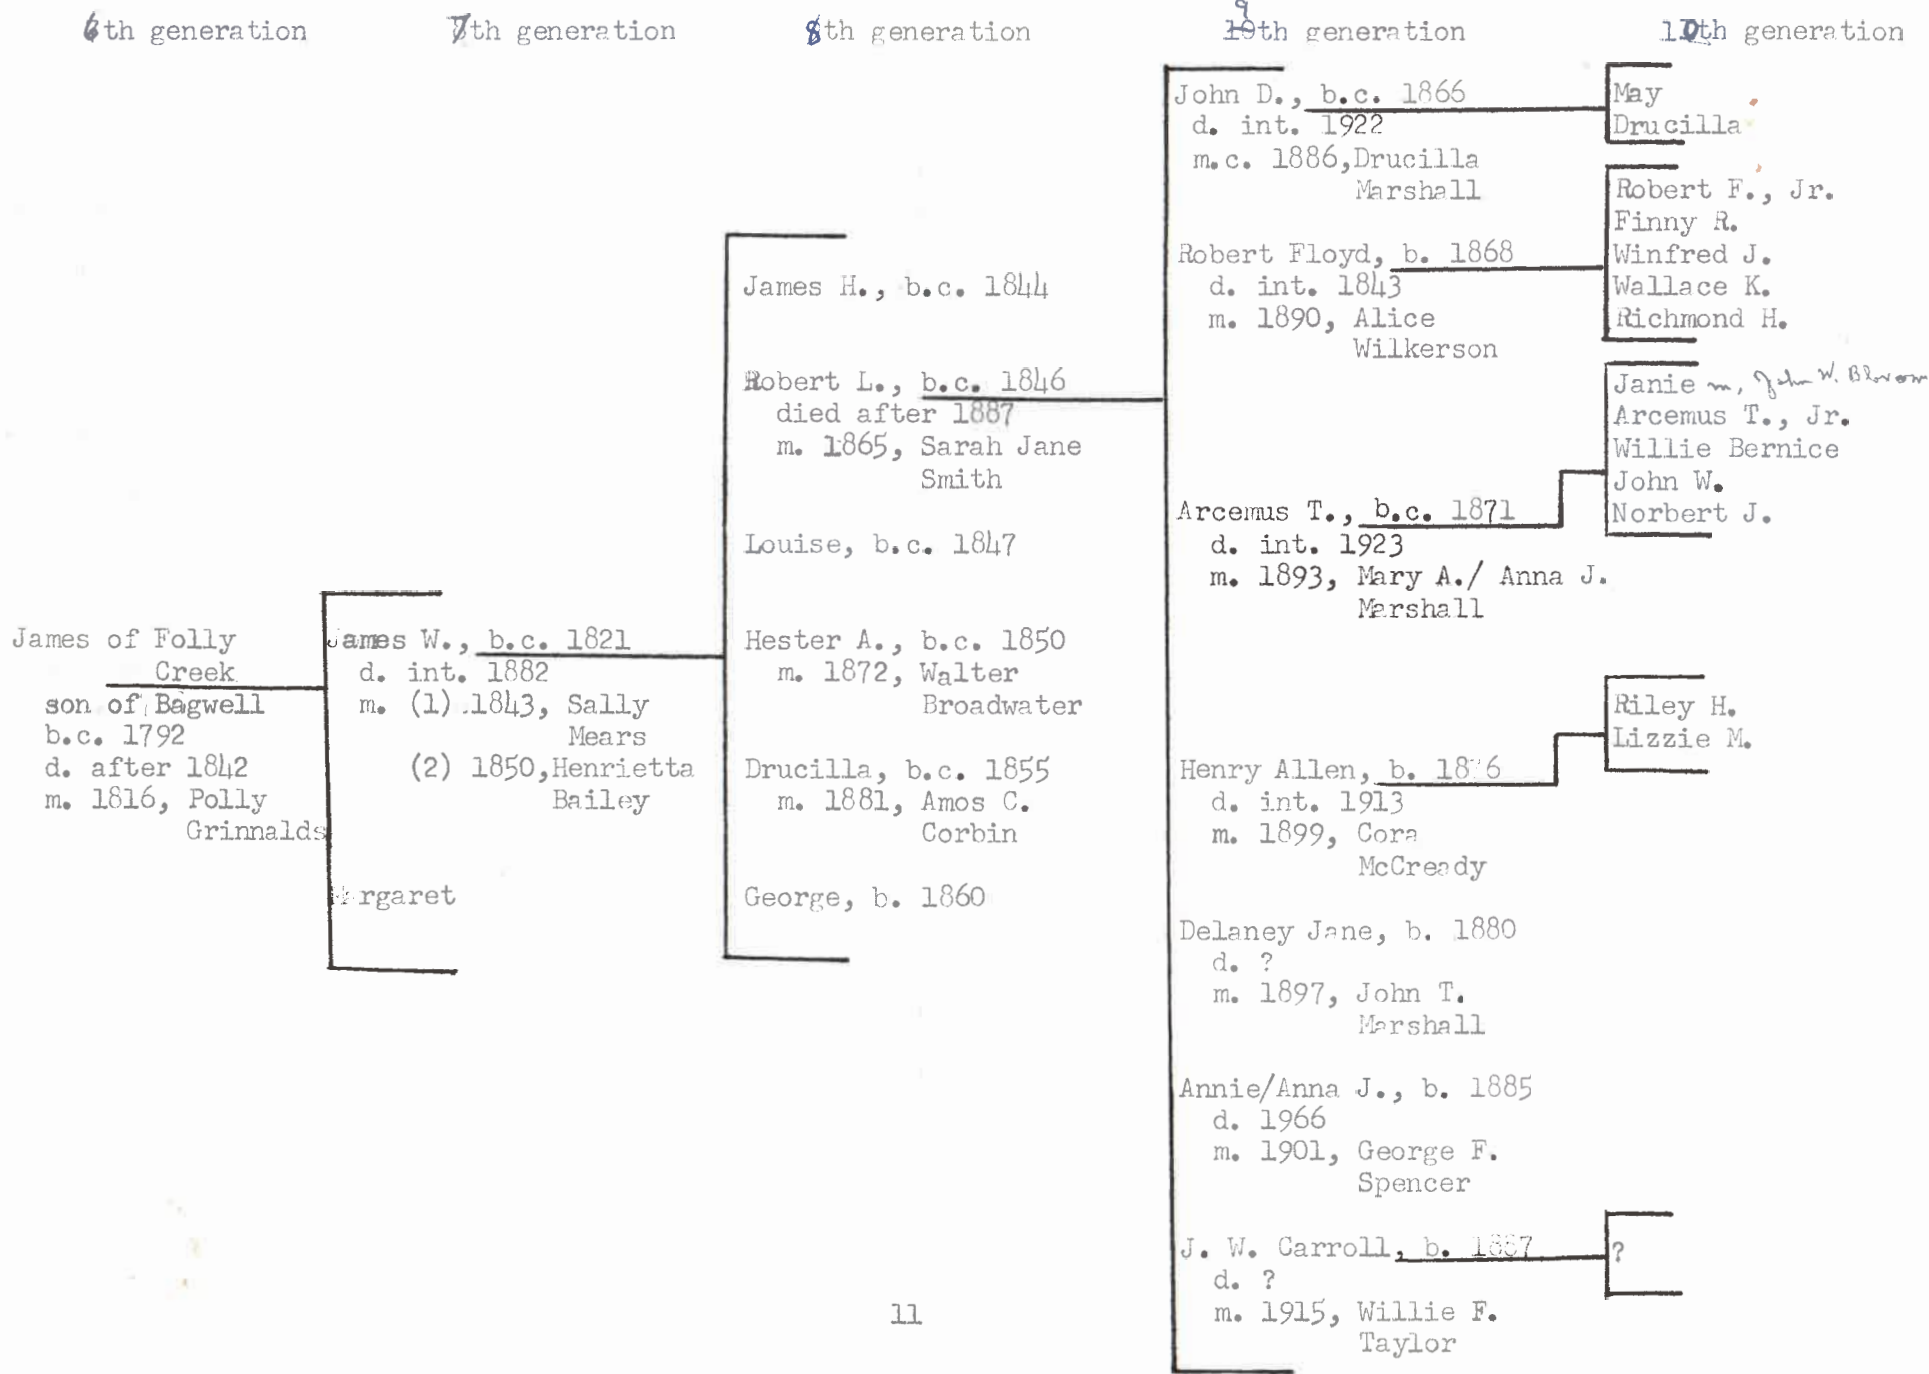 6th generation
7th generation
8th generation
9
10th generation
10th generation
James of Folly
Creek
son of Bagwell
b.c. 1792
d. after 1842
m. 1816, Polly
Grinnalds
James W., b.c. 1821
d. int. 1882
m. (1) 1843, Sally
Mears
(2) 1850, Henrietta
Bailey
Margaret
James H., b.c. 1844
Robert L., b.c. 1846
died after 1887
m. 1865, Sarah Jane
Smith
Louise, b.c. 1847
Hester A., b.c. 1850
m. 1872, Walter
Broadwater
Drucilla, b.c. 1855
m. 1881, Amos C.
Corbin
George, b. 1860
John D., b.c. 1866
d. int. 1922
m.c. 1886, Drucilla
Marshall
Robert Floyd, b. 1868
d. int. 1843
m. 1890, Alice
Wilkerson
Arcemus T., b.c. 1871
d. int. 1923
m. 1893, Mary A./ Anna J.
Marshall
Henry Allen, b. 1876
d. int. 1913
m. 1899, Cora
McCready
Delaney Jane, b. 1880
d. ?
m. 1897, John T.
Marshall
Annie/Anna J., b. 1885
d. 1966
m. 1901, George F.
Spencer
J. W. Carroll, b. 1887
d. ?
m. 1915, Willie F.
Taylor
May
Drucilla
Robert F., Jr.
Finny R.
Winfred J.
Wallace K.
Richmond H.
Janie m, John W.
Arcemus T., Jr.
Willie Bernice
John W.
Norbert J.
Riley H.
Lizzie M.
?
11